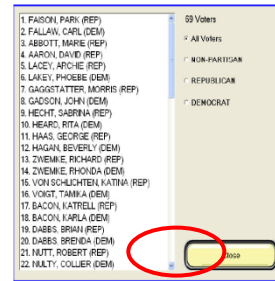 1. FAISON, PARK (REP)
2. FALLAW, CARL (DEM)
3. ABBOTT, MARIE (REP)
4. AARON, DAVID (REP)
5. LACEY, ARCHIE (REP)
6. LAKEY, PHOEBE (DEM)
7. GAGGSTATTER, MORRIS (REP)
8. GADSON, JOHN (DEM)
9. HECHT, SABRINA (REP)
10. HEARD, RITA (DEM)
11. HAAS, GEORGE (REP)
12. HAGAN, BEVERLY (DEM)
13. ZWEMKE, RICHARD (REP)
14. ZWEMKE, RHONDA (DEM)
15. VON SCHLICHTEN, KATINA (REP)
16. VOIGT, TAMIKA (DEM)
17. BACON, KATRELL (REP)
18. BACON, KARLA (DEM)
19. DABBS, BRIAN (REP)
20. DABBS, BRENDA (DEM)
21. NUTT, ROBERT (REP)
22. NULTY, COLLIER (DEM)
69 Voters
All Voters
NON-PARTISAN
REPUBLICAN
DEMOCRAT
Close